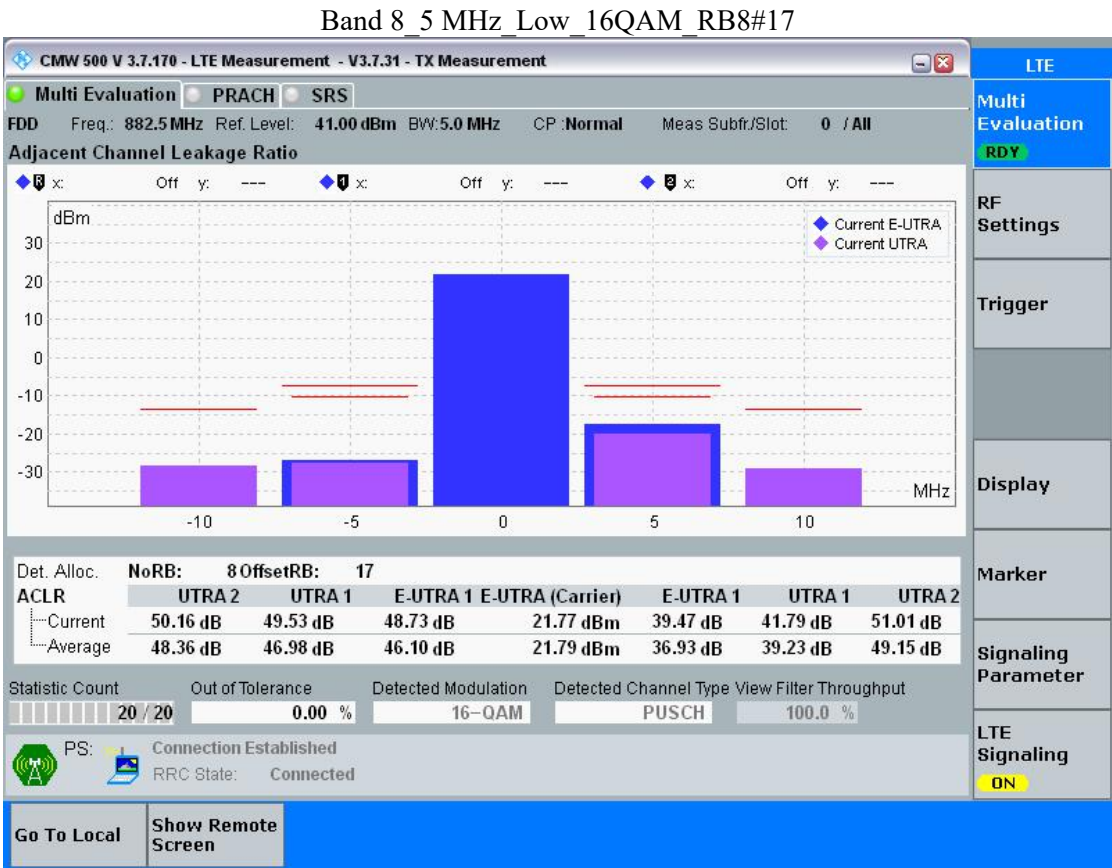 Band 8_5 MHz_Low_16QAM_RB8#17
CMW 500 V 3.7.170 - LTE Measurement - V3.7.31 - TX Measurement
LTE
Multi Evaluation PRACH SRS
Multi
Evaluation
RDY
FDD Freq.: 882.5 MHz Ref. Level: 41.00 dBm BW:5.0 MHz CP :Normal Meas Subfr./Slot: 0 / All
Adjacent Channel Leakage Ratio
R x: Off y: --- 1 x: Off y: --- 2 x: Off y: ---
RF
Settings
dBm
Current E-UTRA
Current UTRA
30
20
10
0
-10
-20
-30
MHz
-10 -5 0 5 10
Trigger
Display
Marker
Det. Alloc. NoRB: 8 OffsetRB: 17
ACLR UTRA 2 UTRA 1 E-UTRA 1 E-UTRA (Carrier) E-UTRA 1 UTRA 1 UTRA 2
Current 50.16 dB 49.53 dB 48.73 dB 21.77 dBm 39.47 dB 41.79 dB 51.01 dB
Average 48.36 dB 46.98 dB 46.10 dB 21.79 dBm 36.93 dB 39.23 dB 49.15 dB
Signaling
Parameter
Statistic Count Out of Tolerance Detected Modulation Detected Channel Type View Filter Throughput
20 / 20 0.00 % 16-QAM PUSCH 100.0 %
PS: Connection Established
RRC State: Connected
LTE
Signaling
ON
Go To Local
Show Remote
Screen